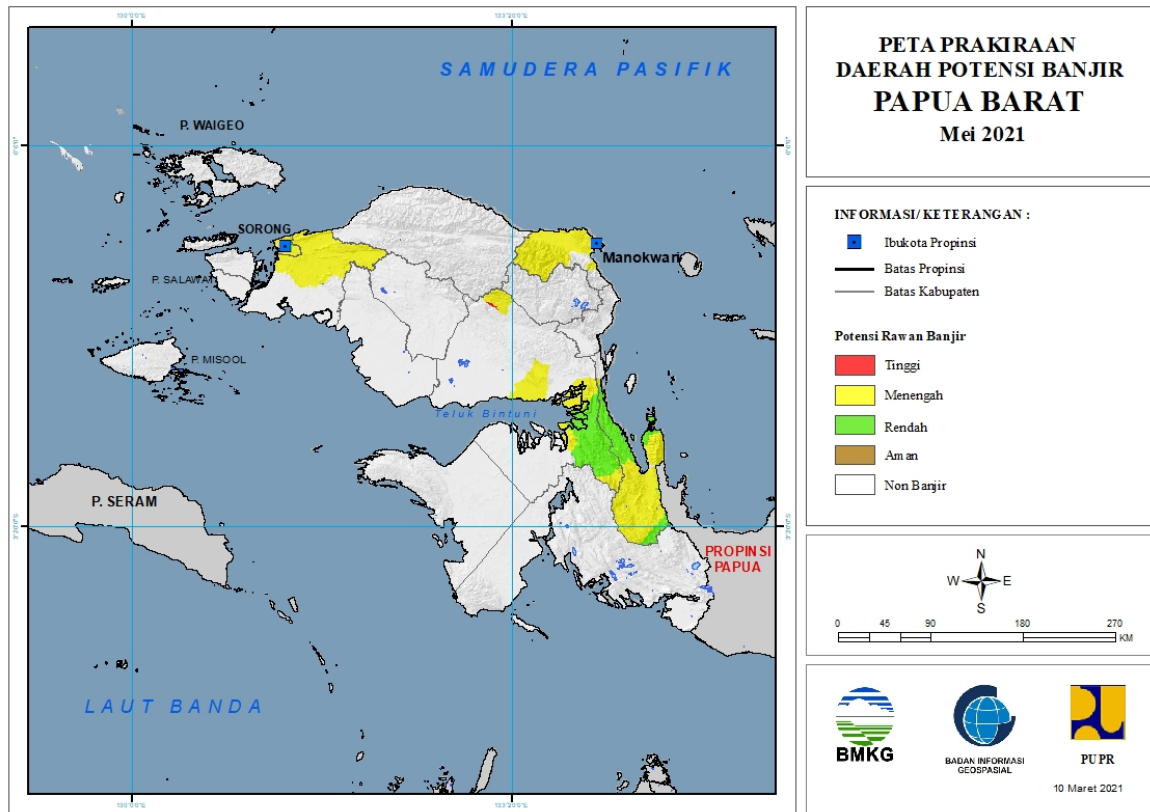 PETA PRAKIRAAN
DAERAH POTENSI BANJIR
PAPUA BARAT
Mei 2021
INFORMASI/ KETERANGAN :
Ibukota Propinsi
Batas Propinsi
Batas Kabupaten
Potensi Rawan Banjir
Tinggi
Menengah
Rendah
Aman
Non Banjir
N
W E
S
0 45 90 180 270
KM
BMKG
BADAN INFORMASI
GEOSPASIAL
PUPR
10 Maret 2021
SAMUDERA PASIFIK
P. WAIGEO
SORONG
Manokwari
P. SALAWATI
P. MISOOL
Teluk Bintuni
P. SERAM
PROPINSI
PAPUA
LAUT BANDA